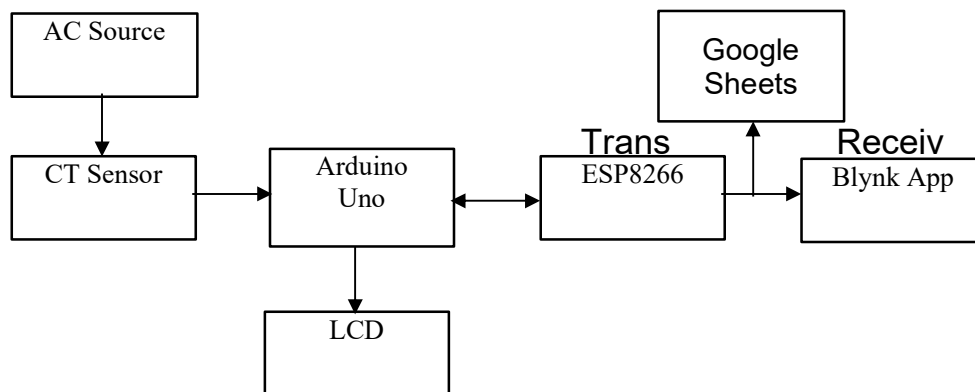 AC Source
Google
Sheets
Trans
Receiv
CT Sensor
Arduino
Uno
ESP8266
Blynk App
LCD